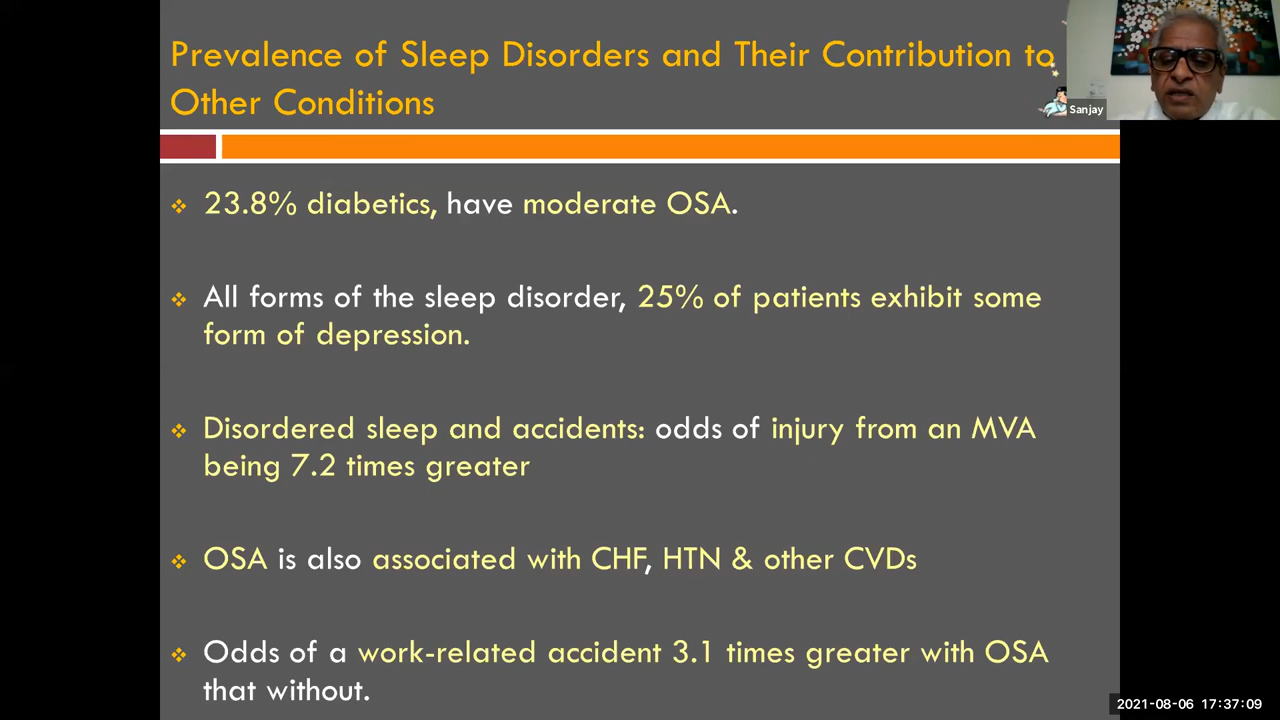 Prevalence of Sleep Disorders and Their Contribution to
Other Conditions
Sanjay
23.8% diabetics, have moderate OSA.
All forms of the sleep disorder, 25% of patients exhibit some
form of depression.
Disordered sleep and accidents: odds of injury from an MVA
being 7.2 times greater
OSA is also associated with CHF, HTN & other CVDs
Odds of a work-related accident 3.1 times greater with OSA
that without.
2021-08-06 17:37:09